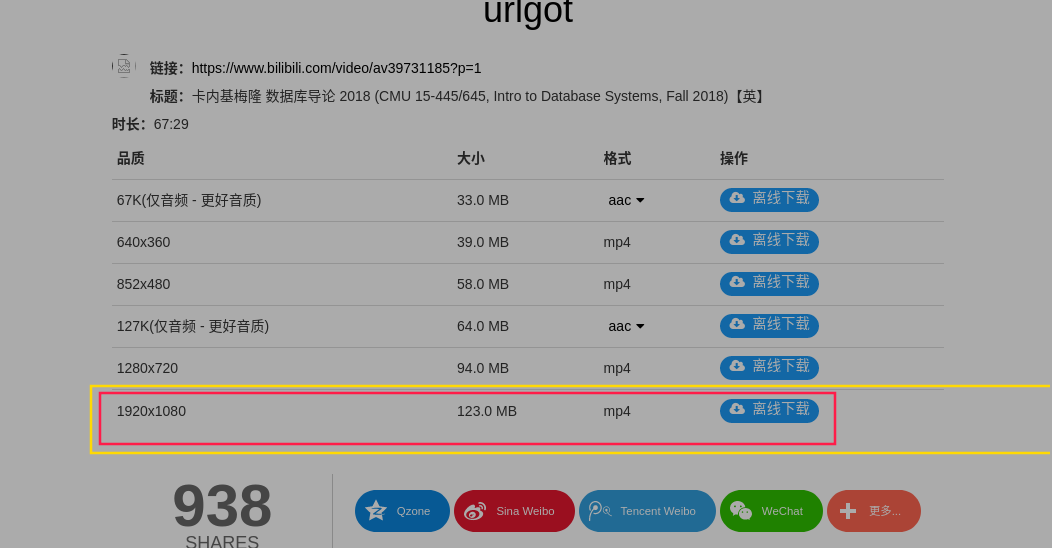 urlgot
链接：https://www.bilibili.com/video/av39731185?p=1
标题：卡内基梅隆 数据库导论 2018 (CMU 15-445/645, Intro to Database Systems, Fall 2018)【英】
时长：67:29
品质 大小 格式 操作
67K(仅音频 - 更好音质) 33.0 MB aac 离线下载
640x360 39.0 MB mp4 离线下载
852x480 58.0 MB mp4 离线下载
127K(仅音频 - 更好音质) 64.0 MB aac 离线下载
1280x720 94.0 MB mp4 离线下载
1920x1080 123.0 MB mp4 离线下载
938
SHARES
Qzone Sina Weibo Tencent Weibo WeChat 更多...